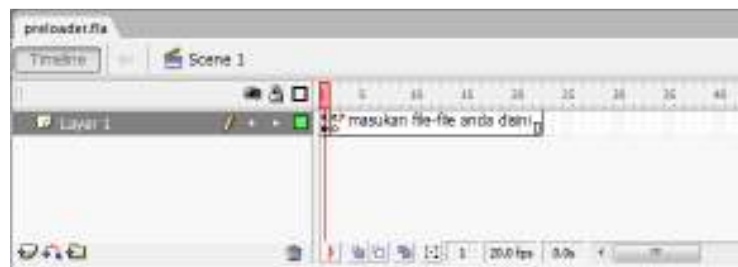 preloader.fla
Timeline
Scene 1
5 10 15 20 25 30 35 40
Layer 1
masukan file-file anda disini
1 20.0 fps 0.0s